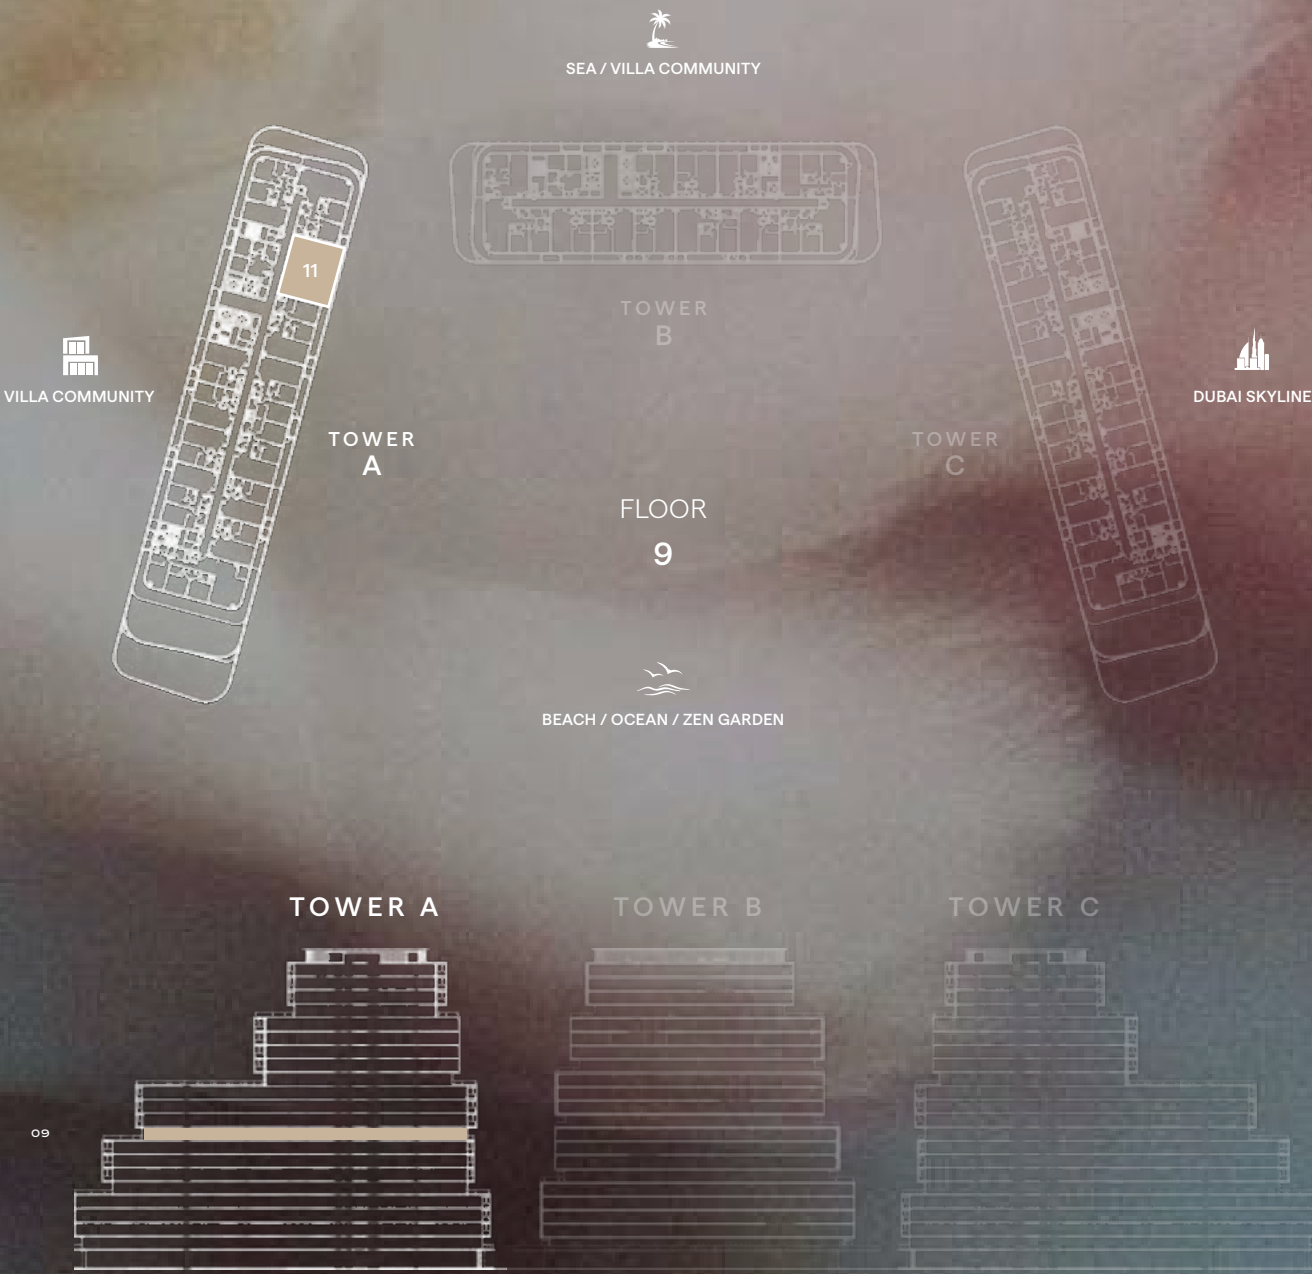 SEA / VILLA COMMUNITY
11
TOWER
B
VILLA COMMUNITY
DUBAI SKYLINE
TOWER
A
TOWER
C
FLOOR
9
BEACH / OCEAN / ZEN GARDEN
TOWER A
TOWER B
TOWER C
09